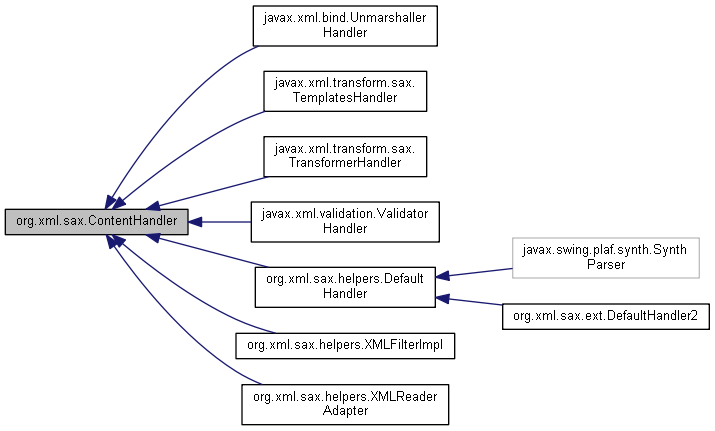 javax.xml.bind.Unmarshaller
Handler
javax.xml.transform.sax.
TemplatesHandler
javax.xml.transform.sax.
TransformerHandler
org.xml.sax.ContentHandler
javax.xml.validation.Validator
Handler
javax.swing.plaf.synth.Synth
Parser
org.xml.sax.helpers.Default
Handler
org.xml.sax.ext.DefaultHandler2
org.xml.sax.helpers.XMLFilterImpl
org.xml.sax.helpers.XMLReader
Adapter